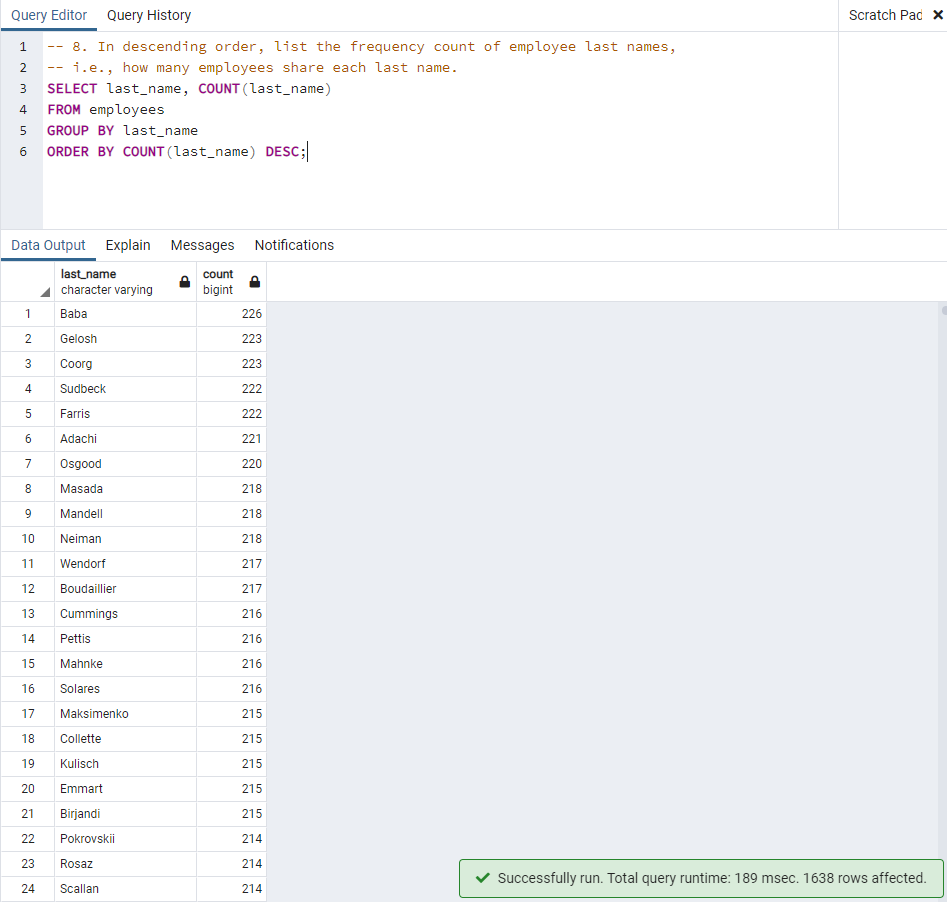 Query Editor Query History Scratch Pad ×
1 -- 8. In descending order, list the frequency count of employee last names,
2 -- i.e., how many employees share each last name.
3 SELECT last_name, COUNT(last_name)
4 FROM employees
5 GROUP BY last_name
6 ORDER BY COUNT(last_name) DESC;
Data Output Explain Messages Notifications
last_name count
character varying bigint
1 Baba 226
2 Gelosh 223
3 Coorg 223
4 Sudbeck 222
5 Farris 222
6 Adachi 221
7 Osgood 220
8 Masada 218
9 Mandell 218
10 Neiman 218
11 Wendorf 217
12 Boudaillier 217
13 Cummings 216
14 Pettis 216
15 Mahnke 216
16 Solares 216
17 Maksimenko 215
18 Collette 215
19 Kulisch 215
20 Emmart 215
21 Birjandi 215
22 Pokrovskii 214
23 Rosaz 214
24 Scallan 214
Successfully run. Total query runtime: 189 msec. 1638 rows affected.